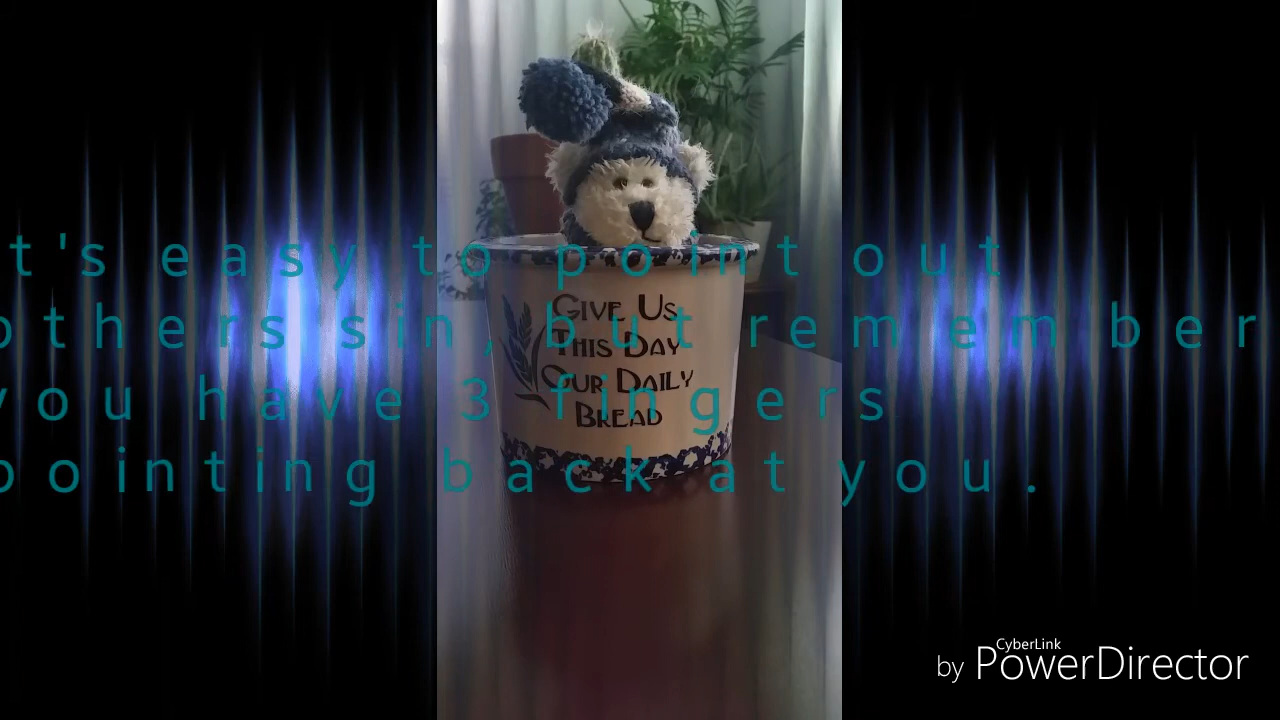 t's easy to point out
others sin, but remember
you have 3 fingers
pointing back at you.
GIVE US
THIS DAY
OUR DAILY
BREAD
CyberLink
by PowerDirector